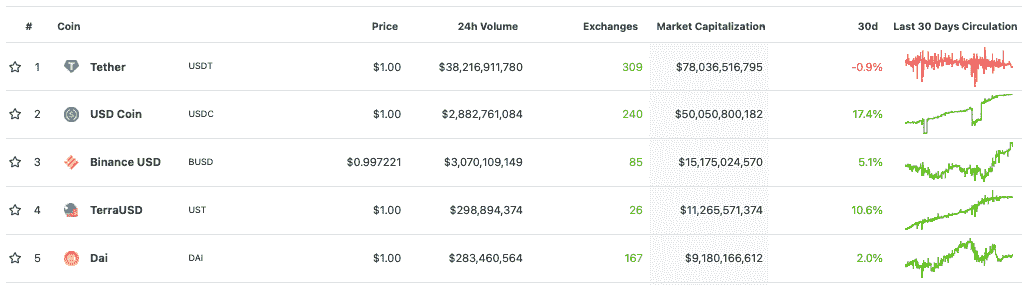 # Coin Price 24h Volume Exchanges Market Capitalization 30d Last 30 Days Circulation
1 Tether USDT $1.00 $38,216,911,780 309 $78,036,516,795 -0.9%
2 USD Coin USDC $1.00 $2,882,761,084 240 $50,050,800,182 17.4%
3 Binance USD BUSD $0.997221 $3,070,109,149 85 $15,175,024,570 5.1%
4 TerraUSD UST $1.00 $298,894,374 26 $11,265,571,374 10.6%
5 Dai DAI $1.00 $283,460,564 167 $9,180,166,612 2.0%